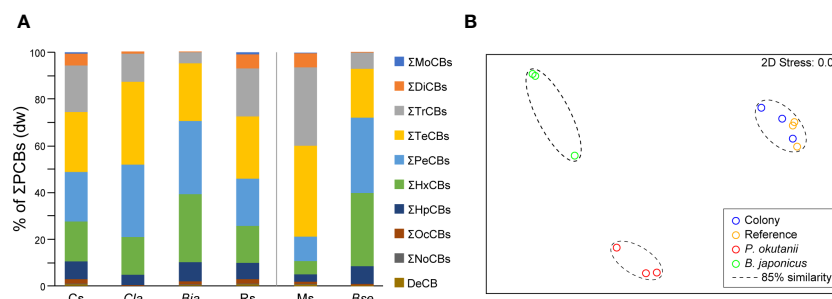 A
% of ΣPCBs (dw)
100
80
60
40
20
0
Cs
Cla
Bja
Rs
Ms
Bse
ΣMoCBs
ΣDiCBs
ΣTrCBs
ΣTeCBs
ΣPeCBs
ΣHxCBs
ΣHpCBs
ΣOcCBs
ΣNoCBs
DeCB
B
2D Stress: 0.0
Colony
Reference
P. okutanii
B. japonicus
85% similarity